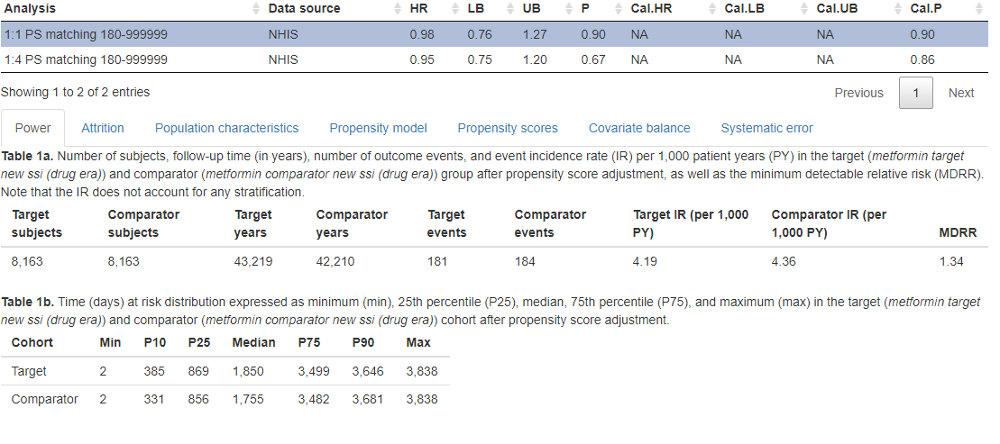 Analysis Data source HR LB UB P Cal.HR Cal.LB Cal.UB Cal.P
1:1 PS matching 180-999999 NHIS 0.98 0.76 1.27 0.90 NA NA NA 0.90
1:4 PS matching 180-999999 NHIS 0.95 0.75 1.20 0.67 NA NA NA 0.86
Showing 1 to 2 of 2 entries Previous 1 Next
Power Attrition Population characteristics Propensity model Propensity scores Covariate balance Systematic error
Table 1a. Number of subjects, follow-up time (in years), number of outcome events, and event incidence rate (IR) per 1,000 patient years (PY) in the target (metformin target
new ssi (drug era)) and comparator (metformin comparator new ssi (drug era)) group after propensity score adjustment, as well as the minimum detectable relative risk (MDRR).
Note that the IR does not account for any stratification.
Target Comparator Target Comparator Target Comparator Target IR (per 1,000 Comparator IR (per
subjects subjects years years events events PY) 1,000 PY) MDRR
8,163 8,163 43,219 42,210 181 184 4.19 4.36 1.34
Table 1b. Time (days) at risk distribution expressed as minimum (min), 25th percentile (P25), median, 75th percentile (P75), and maximum (max) in the target (metformin target
new ssi (drug era)) and comparator (metformin comparator new ssi (drug era)) cohort after propensity score adjustment.
Cohort Min P10 P25 Median P75 P90 Max
Target 2 385 869 1,850 3,499 3,646 3,838
Comparator 2 331 856 1,755 3,482 3,681 3,838